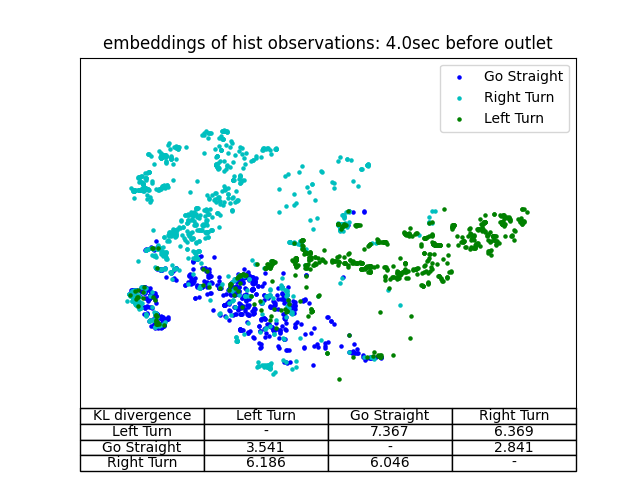 embeddings of hist observations: 4.0sec before outlet
Go Straight
Right Turn
Left Turn
KL divergence Left Turn Go Straight Right Turn
Left Turn - 7.367 6.369
Go Straight 3.541 - 2.841
Right Turn 6.186 6.046 -